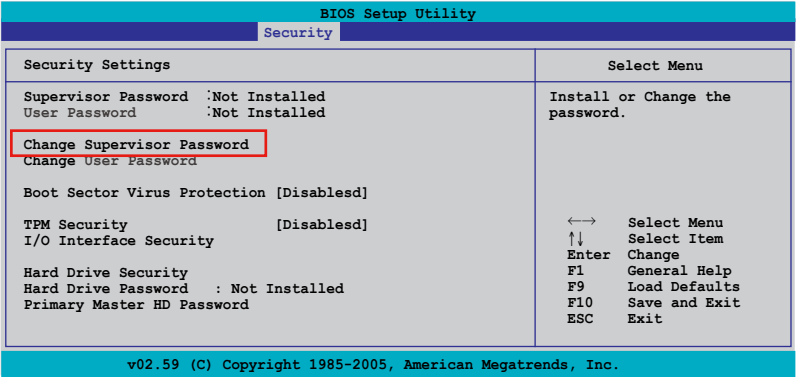 BIOS Setup Utility
Security
Security Settings
Supervisor Password :Not Installed
User Password :Not Installed
Change Supervisor Password
Change User Password
Boot Sector Virus Protection [Disablesd]
TPM Security [Disablesd]
I/O Interface Security
Hard Drive Security
Hard Drive Password : Not Installed
Primary Master HD Password
Select Menu
Install or Change the
password.
←→ Select Menu
↑↓ Select Item
Enter Change
F1 General Help
F9 Load Defaults
F10 Save and Exit
ESC Exit
v02.59 (C) Copyright 1985-2005, American Megatrends, Inc.